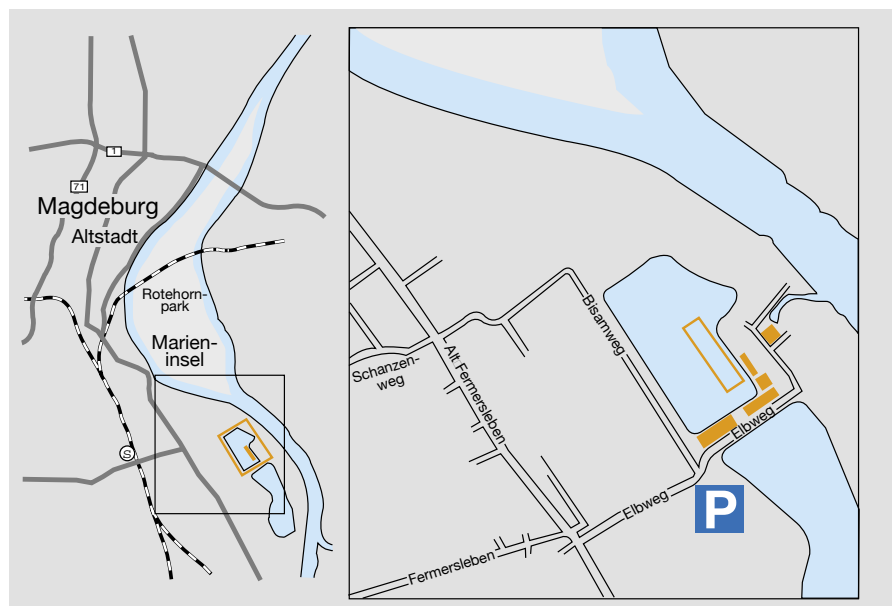 1
71
Magdeburg
Altstadt
Rotehorn-
park
Marien-
insel
S
Bisamweg
Schanzen-
weg
Alt Fermersleben
Elbweg
Elbweg
P
Fermersleben